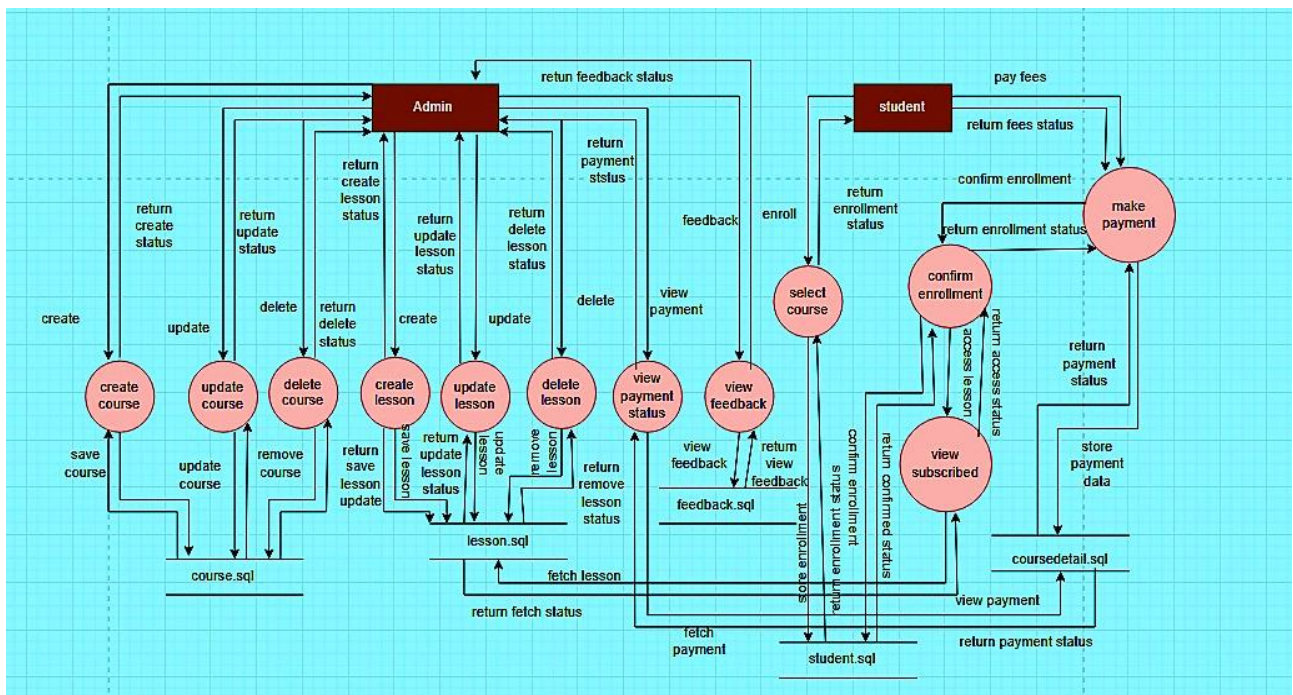 retun feedback status
pay fees
Admin
student
return fees status
return
create
lesson
status
return
payment
ststus
confirm enrollment
make
payment
return
create
status
return
update
status
return
update
lesson
status
return
delete
lesson
status
feedback
enroll
return
enrollment
status
return enrollment status
confirm
enrollment
select
course
create
update
delete
return
delete
status
create
update
delete
view
payment
access lesson
return access status
return
payment
status
create
course
update
course
delete
course
create
lesson
update
lesson
delete
lesson
view
payment
status
view
feedback
save
course
update
course
remove course
return
save
lesson
update
save lesson
return
update
lesson
status
update
lesson
remove
lesson
return
remove
lesson
status
view
feedback
return
view
feedback
view
subscribed
store
payment
data
feedback.sql
store enrollment
return enrollment status
confirm enrollment
return confirmed status
lesson.sql
coursedetail.sql
course.sql
fetch lesson
return fetch status
view payment
fetch
payment
return payment status
student.sql